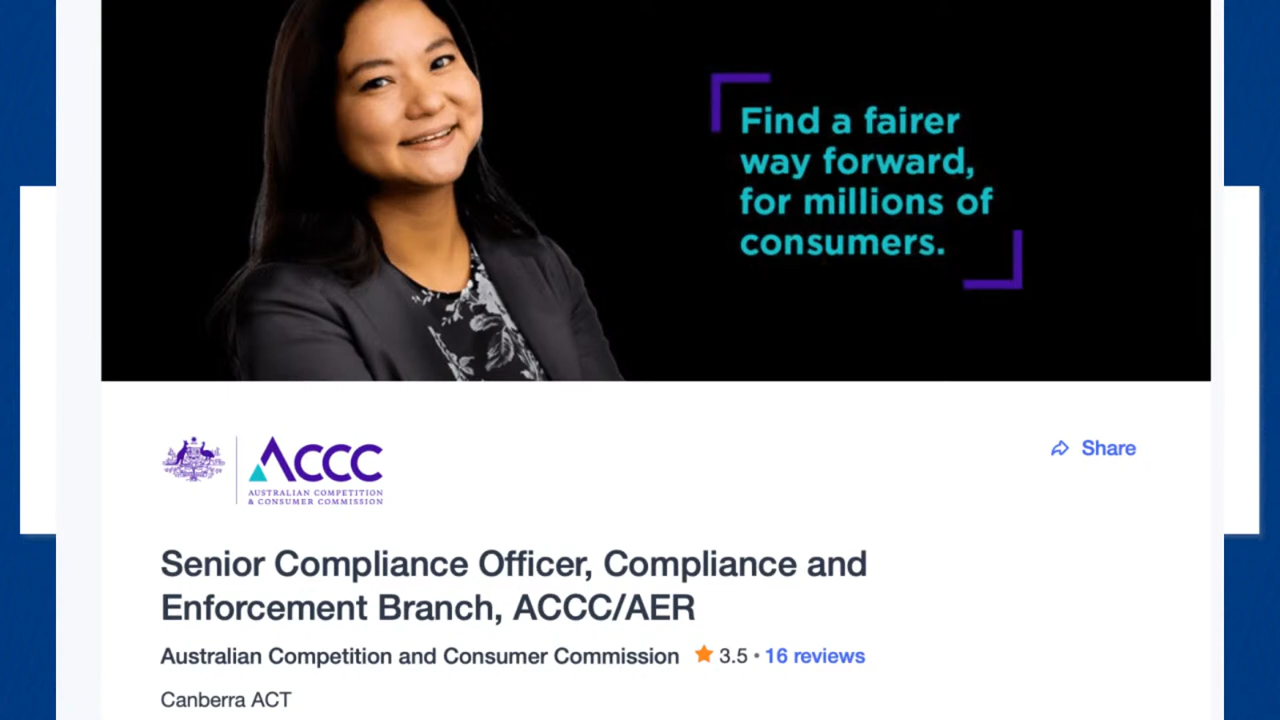 Find a fairer
way forward,
for millions of
consumers.
ACCC
AUSTRALIAN COMPETITION
& CONSUMER COMMISSION
Share
Senior Compliance Officer, Compliance and
Enforcement Branch, ACCC/AER
Australian Competition and Consumer Commission 3.5 • 16 reviews
Canberra ACT